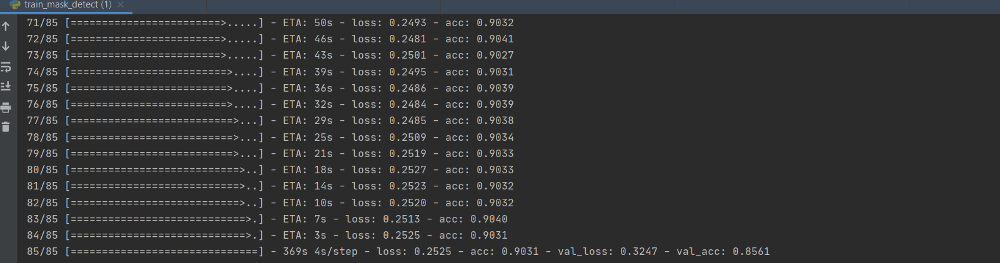 train_mask_detect (1)
71/85 [========================>.....] - ETA: 50s - loss: 0.2493 - acc: 0.9032
72/85 [========================>.....] - ETA: 46s - loss: 0.2481 - acc: 0.9041
73/85 [========================>.....] - ETA: 43s - loss: 0.2501 - acc: 0.9027
74/85 [=========================>....] - ETA: 39s - loss: 0.2495 - acc: 0.9031
75/85 [=========================>....] - ETA: 36s - loss: 0.2486 - acc: 0.9039
76/85 [=========================>....] - ETA: 32s - loss: 0.2484 - acc: 0.9039
77/85 [==========================>...] - ETA: 29s - loss: 0.2485 - acc: 0.9038
78/85 [==========================>...] - ETA: 25s - loss: 0.2509 - acc: 0.9034
79/85 [==========================>...] - ETA: 21s - loss: 0.2519 - acc: 0.9033
80/85 [===========================>..] - ETA: 18s - loss: 0.2527 - acc: 0.9033
81/85 [===========================>..] - ETA: 14s - loss: 0.2523 - acc: 0.9032
82/85 [===========================>..] - ETA: 10s - loss: 0.2520 - acc: 0.9032
83/85 [============================>.] - ETA: 7s - loss: 0.2513 - acc: 0.9040
84/85 [============================>.] - ETA: 3s - loss: 0.2525 - acc: 0.9031
85/85 [==============================] - 369s 4s/step - loss: 0.2525 - acc: 0.9031 - val_loss: 0.3247 - val_acc: 0.8561